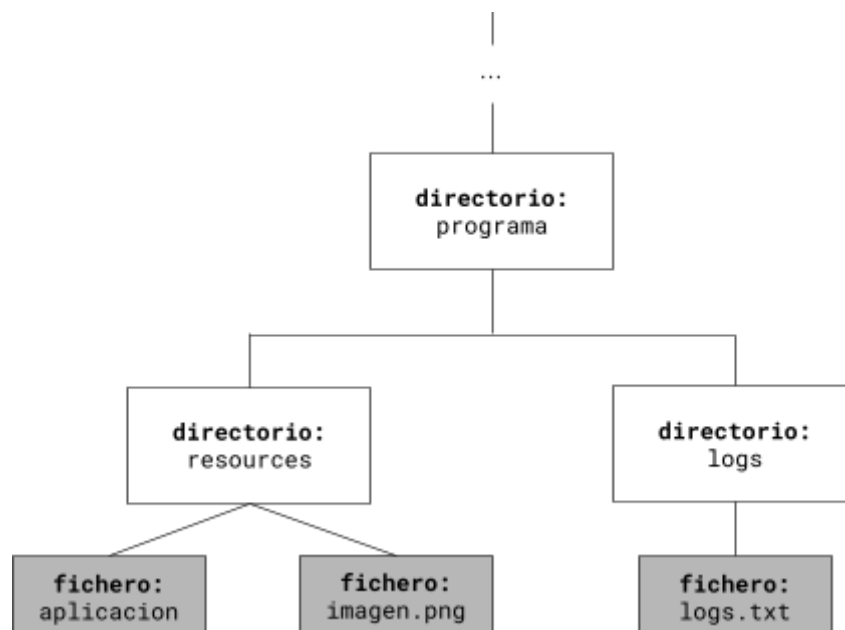 ...
directorio:
programa
directorio:
resources
directorio:
logs
fichero:
aplicacion
fichero:
imagen.png
fichero:
logs.txt